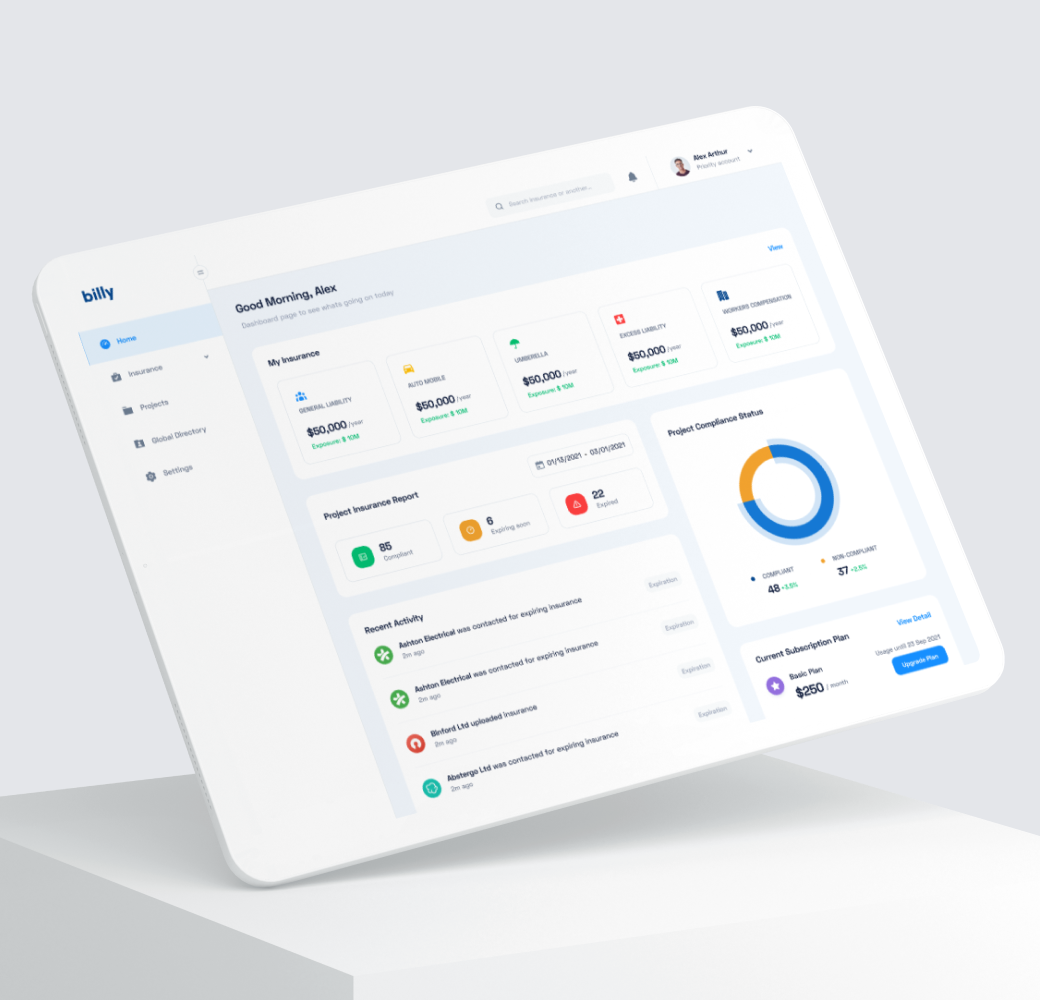 Alex Arthur
Priority account
Search insurance or another...
billy
Home
Insurance
Projects
Global Directory
Settings
Good Morning, Alex
Dashboard page to see whats going on today
My Insurance
View
GENERAL LIABILITY
$50,000 /year
Exposure: $ 10M
AUTO MOBILE
$50,000 /year
Exposure: $ 10M
UMBERELLA
$50,000 /year
Exposure: $ 10M
EXCESS LIABILITY
$50,000 /year
Exposure: $ 10M
WORKERS COMPENSATION
$50,000 /year
Exposure: $ 10M
Project Insurance Report
01/13/2021 - 03/01/2021
85
Compliant
6
Expiring soon
22
Expired
Project Compliance Status
COMPLIANT
48 +3.5%
NON-COMPLIANT
37 +2.5%
Recent Activity
Ashton Electrical was contacted for expiring insurance
2m ago
Expiration
Ashton Electrical was contacted for expiring insurance
2m ago
Expiration
Binford Ltd uploaded insurance
2m ago
Expiration
Abstergo Ltd was contacted for expiring insurance
2m ago
Expiration
Current Subscription Plan
View Detail
Basic Plan
$250 / month
Usage until 23 Sep 2021
Upgrade Plan